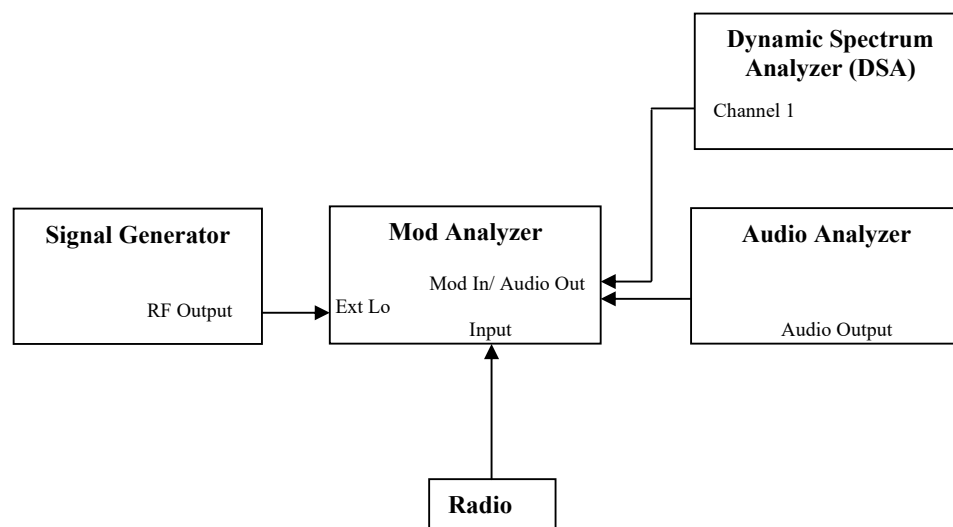 Dynamic Spectrum
Analyzer (DSA)
Channel 1
Signal Generator
RF Output
Mod Analyzer
Mod In/ Audio Out
Ext Lo
Input
Audio Analyzer
Audio Output
Radio